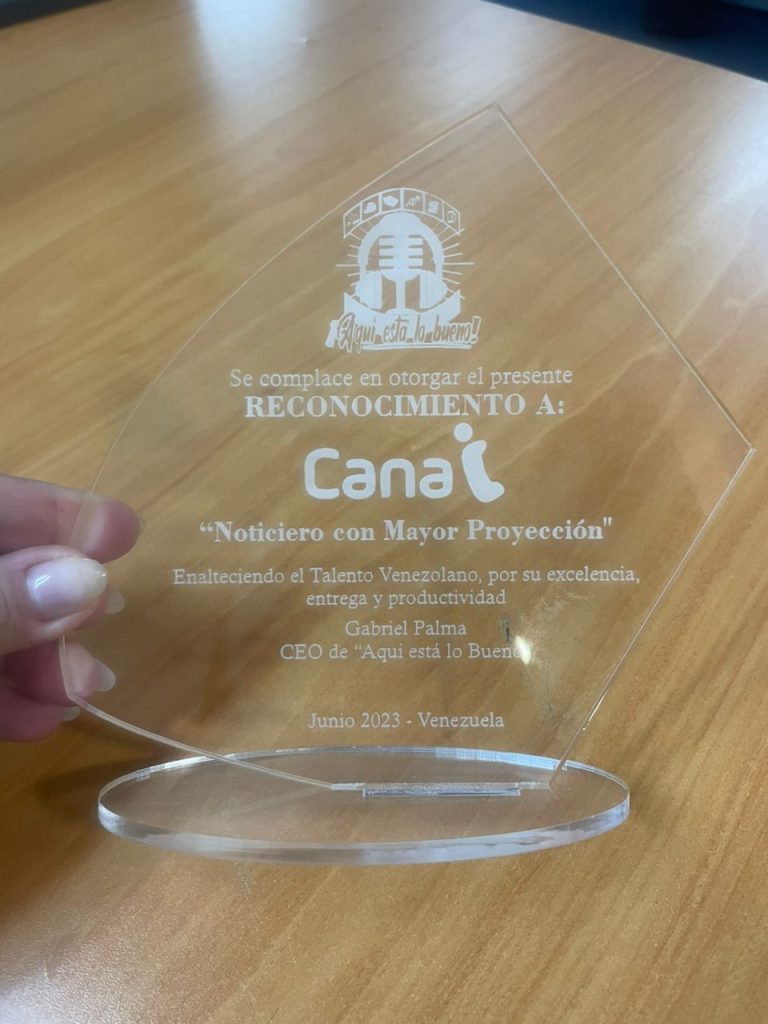 ¡Aqui está lo bueno!
Se complace en otorgar el presente
RECONOCIMIENTO A:
Canal i
“Noticiero con Mayor Proyección"
Enalteciendo el Talento Venezolano, por su excelencia,
entrega y productividad
Gabriel Palma
CEO de “Aqui está lo Bueno
Junio 2023 - Venezuela